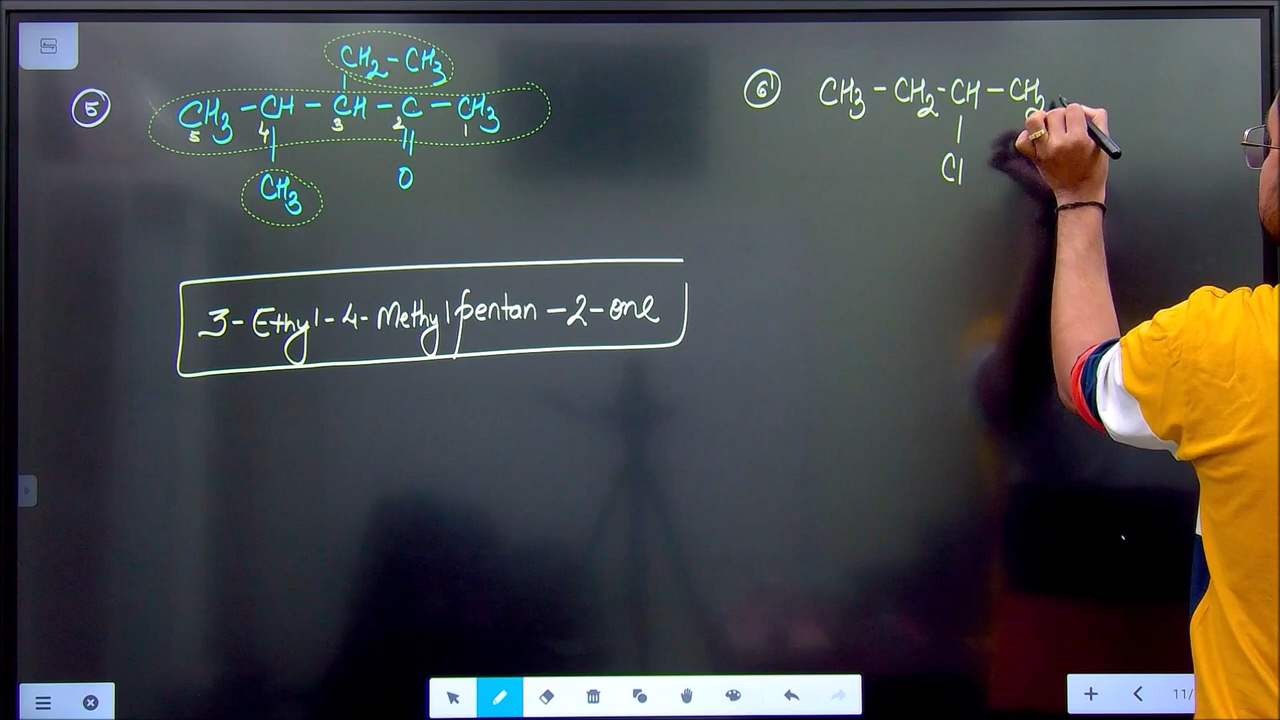 CH2-CH3
5 CH3 - CH - CH - C - CH3
5 4 3 2 1
CH3 O
3-Ethyl-4-Methylpentan-2-one
6 CH3 - CH2-CH - CH2
Cl
11/